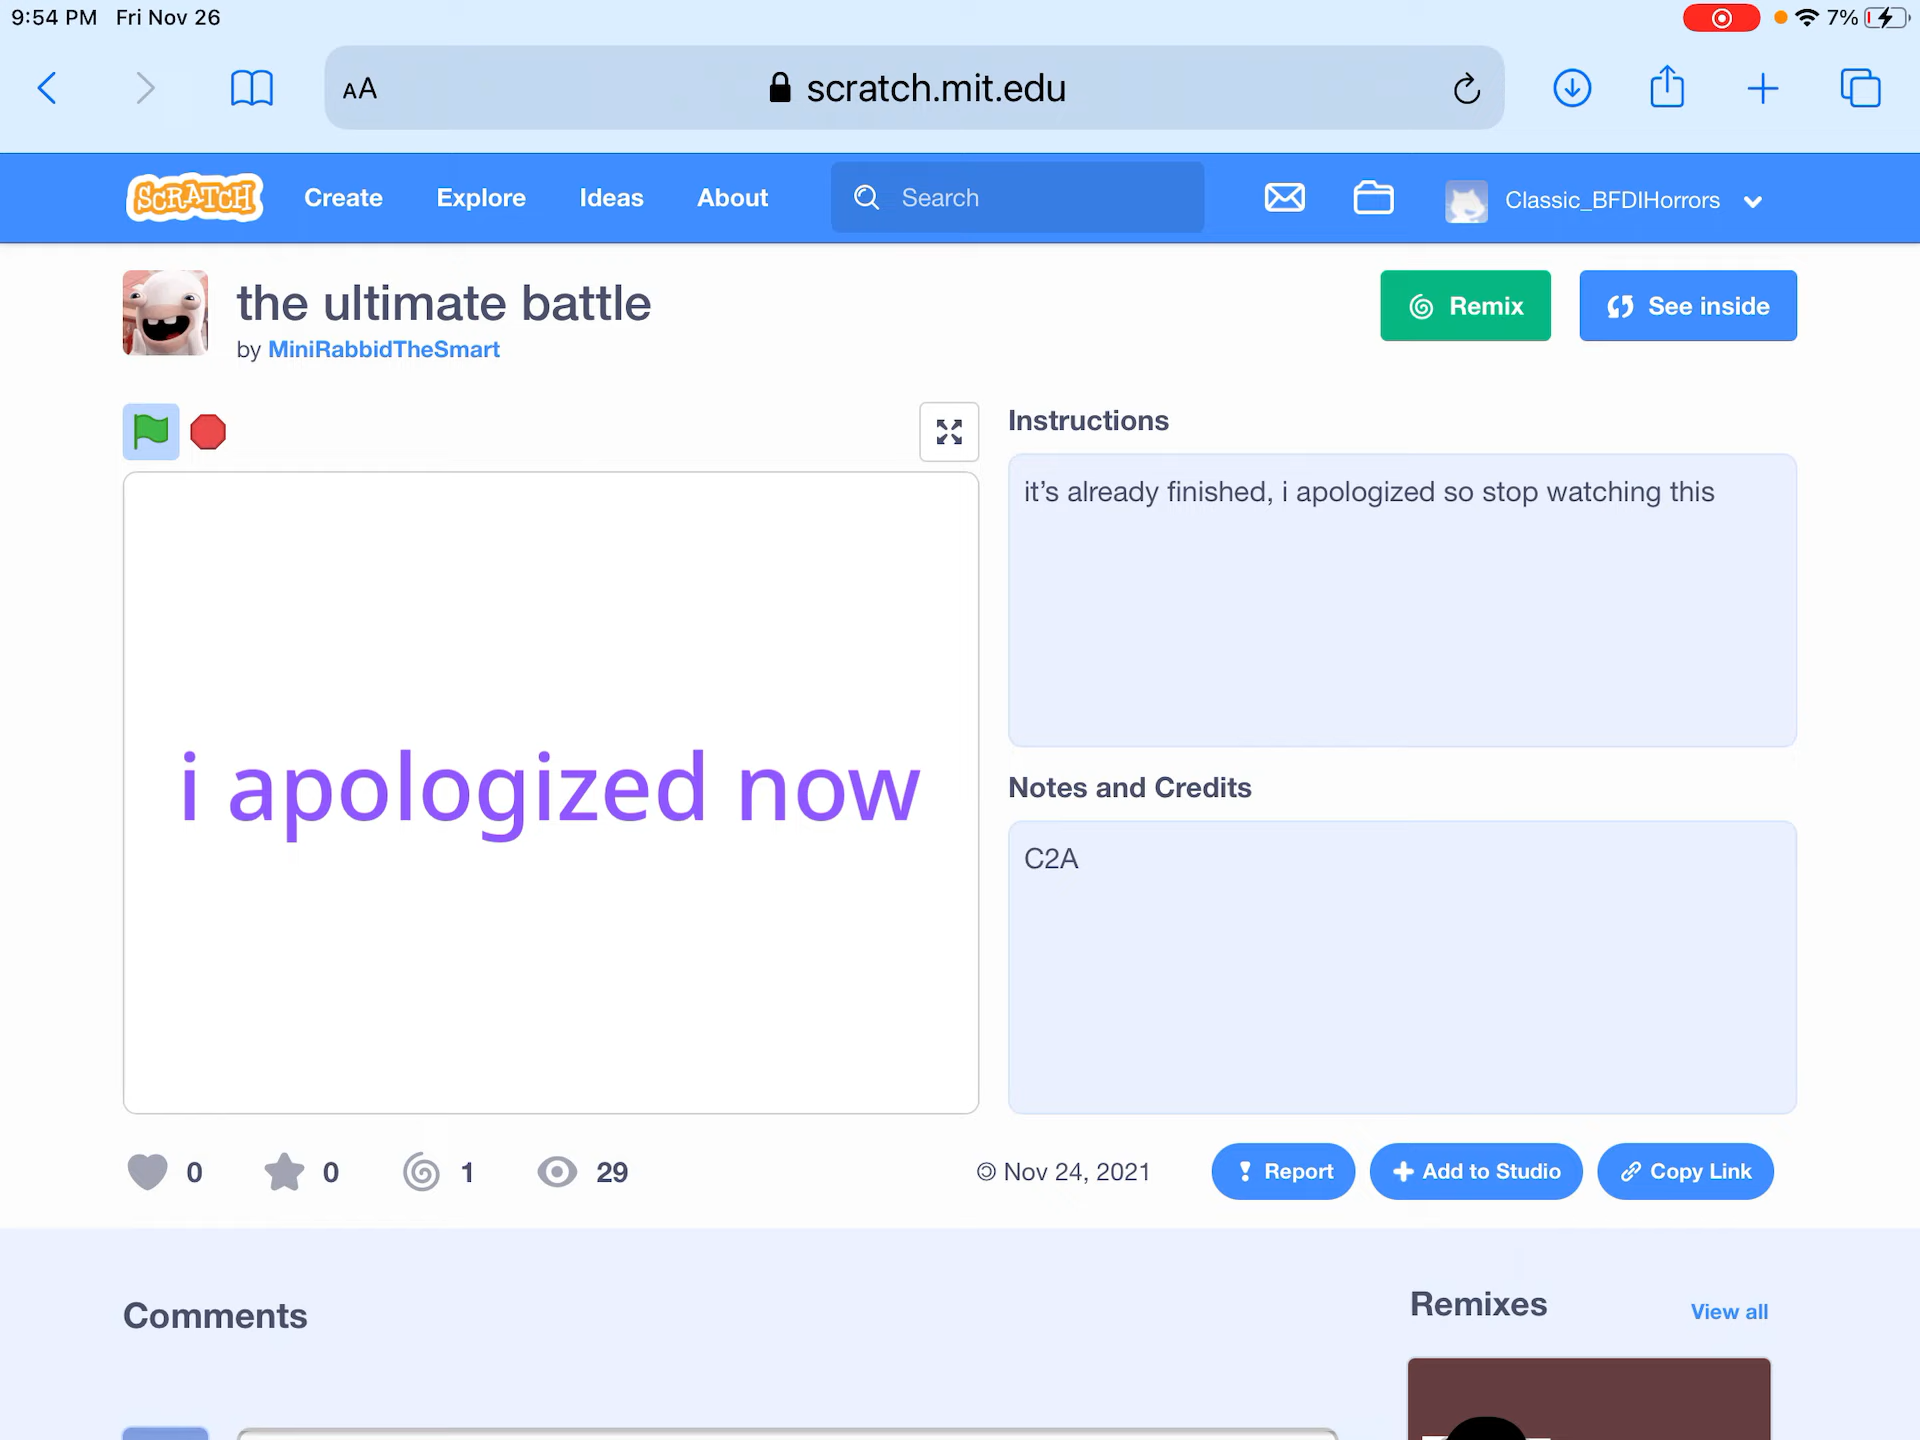 9:54 PM Fri Nov 26 7%
AA scratch.mit.edu
SCRATCH Create Explore Ideas About Search Classic_BFDIHorrors
the ultimate battle
by MiniRabbidTheSmart
Remix See inside
Instructions
it’s already finished, i apologized so stop watching this
i apologized now
Notes and Credits
C2A
0 0 1 29 Nov 24, 2021 Report Add to Studio Copy Link
Comments
Remixes View all